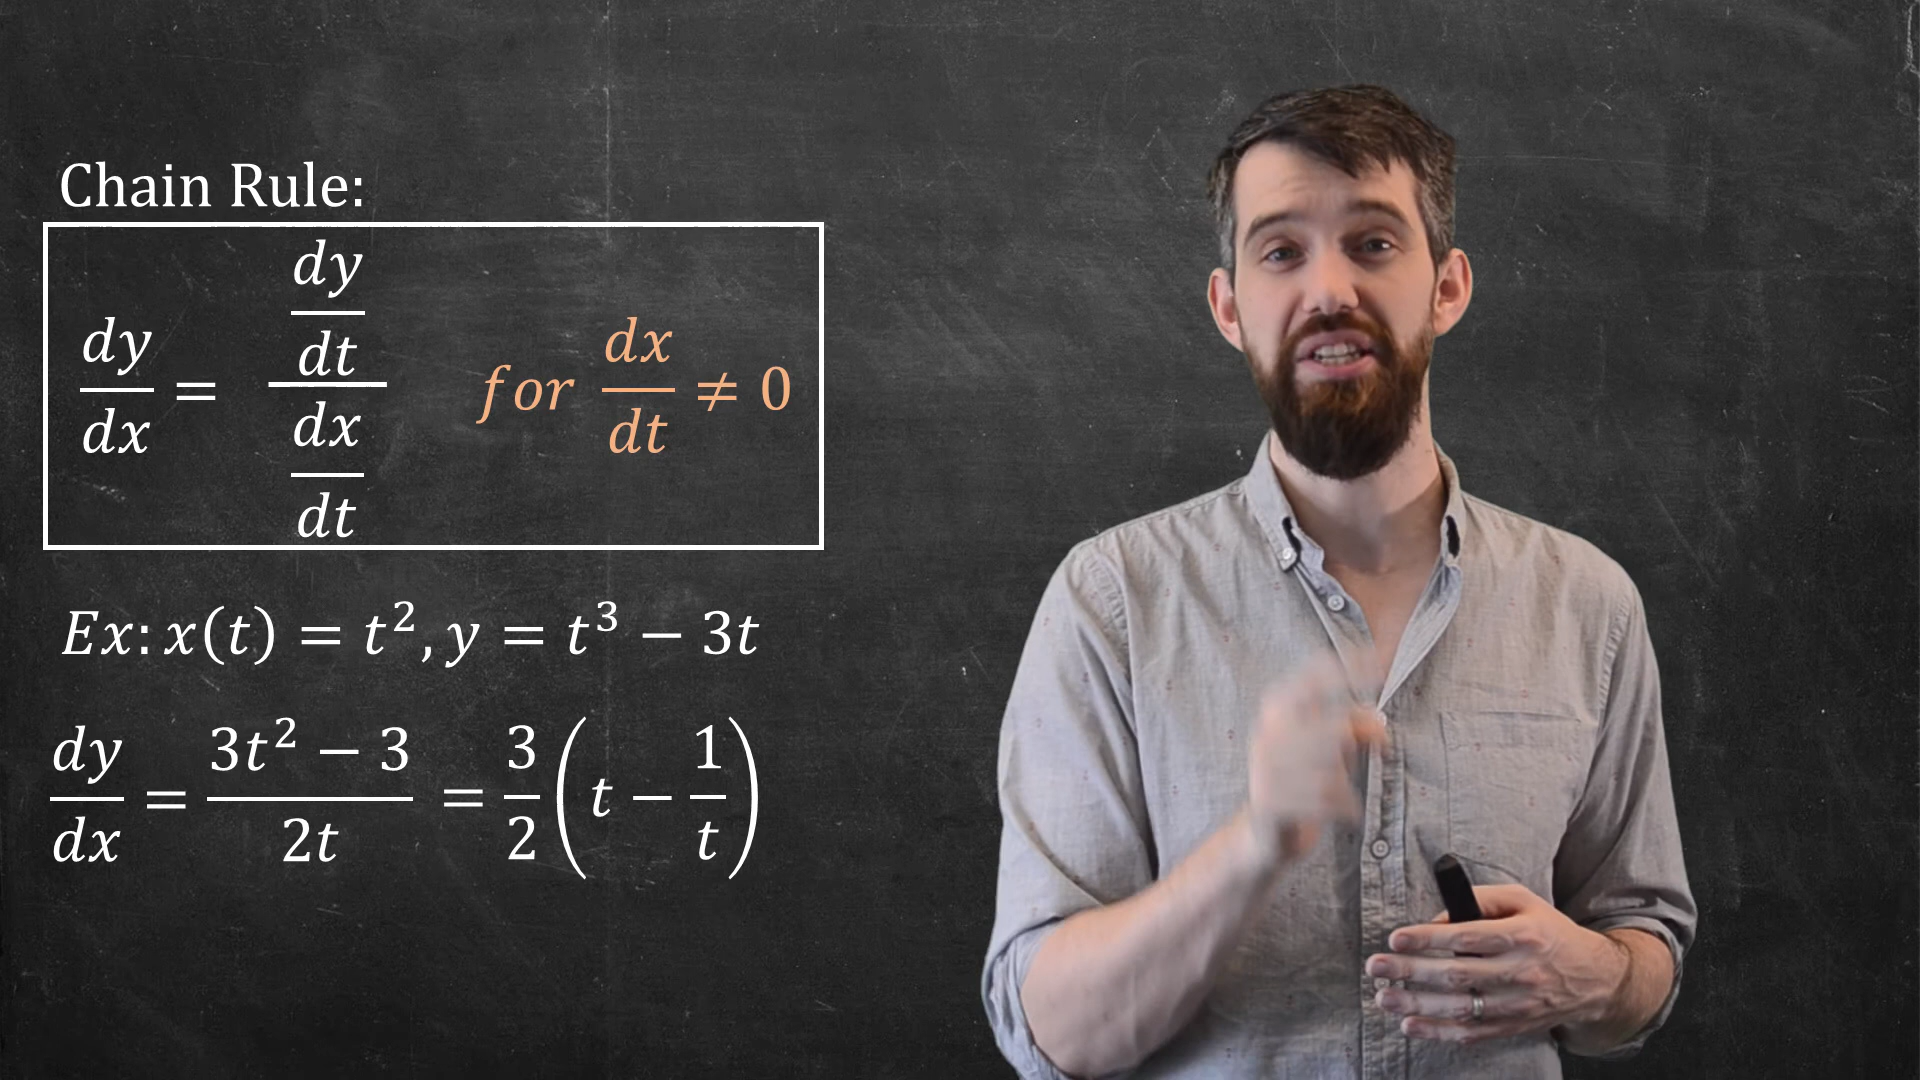 Chain Rule:
dy/dx = (dy/dt)/(dx/dt) for dx/dt ≠ 0
Ex: x(t) = t², y = t³ − 3t
dy/dx = (3t² − 3)/(2t) = 3/2 (t − 1/t)